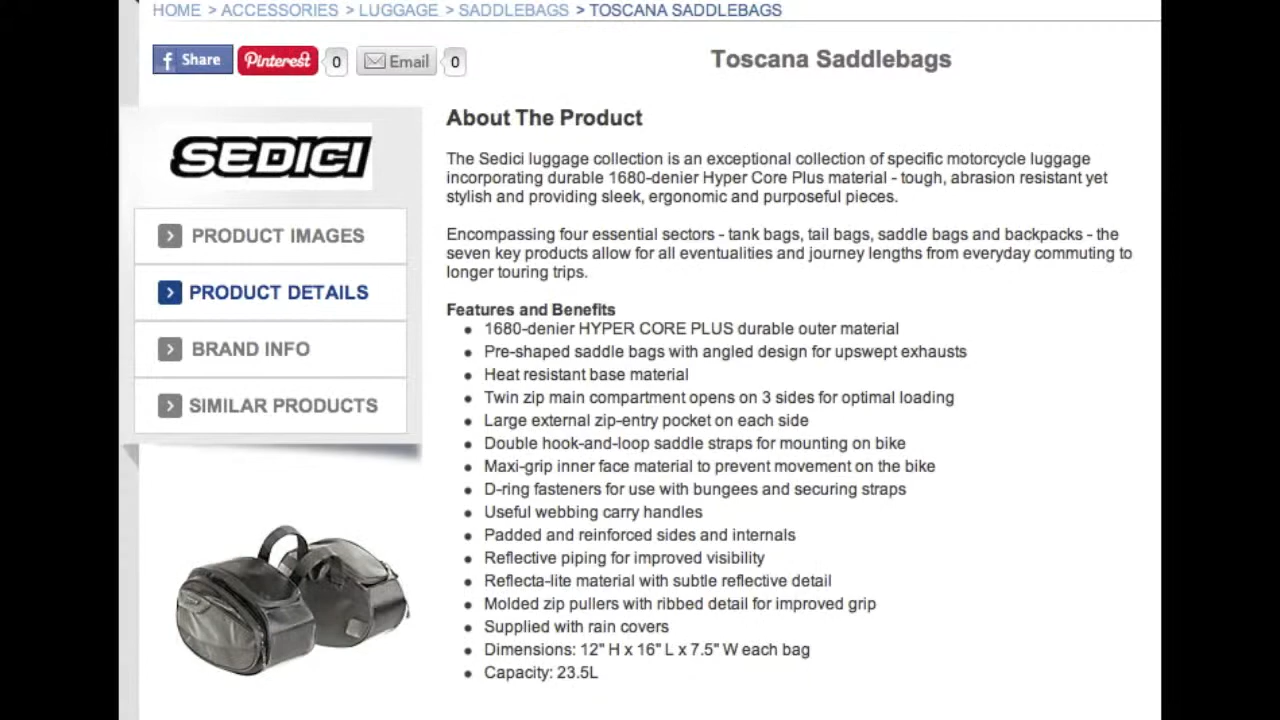 HOME > ACCESSORIES > LUGGAGE > SADDLEBAGS > TOSCANA SADDLEBAGS
f Share
Pinterest
0
Email
0
Toscana Saddlebags
SEDICI
PRODUCT IMAGES
PRODUCT DETAILS
BRAND INFO
SIMILAR PRODUCTS
About The Product
The Sedici luggage collection is an exceptional collection of specific motorcycle luggage
incorporating durable 1680-denier Hyper Core Plus material - tough, abrasion resistant yet
stylish and providing sleek, ergonomic and purposeful pieces.
Encompassing four essential sectors - tank bags, tail bags, saddle bags and backpacks - the
seven key products allow for all eventualities and journey lengths from everyday commuting to
longer touring trips.
Features and Benefits
• 1680-denier HYPER CORE PLUS durable outer material
• Pre-shaped saddle bags with angled design for upswept exhausts
• Heat resistant base material
• Twin zip main compartment opens on 3 sides for optimal loading
• Large external zip-entry pocket on each side
• Double hook-and-loop saddle straps for mounting on bike
• Maxi-grip inner face material to prevent movement on the bike
• D-ring fasteners for use with bungees and securing straps
• Useful webbing carry handles
• Padded and reinforced sides and internals
• Reflective piping for improved visibility
• Reflecta-lite material with subtle reflective detail
• Molded zip pullers with ribbed detail for improved grip
• Supplied with rain covers
• Dimensions: 12" H x 16" L x 7.5" W each bag
• Capacity: 23.5L